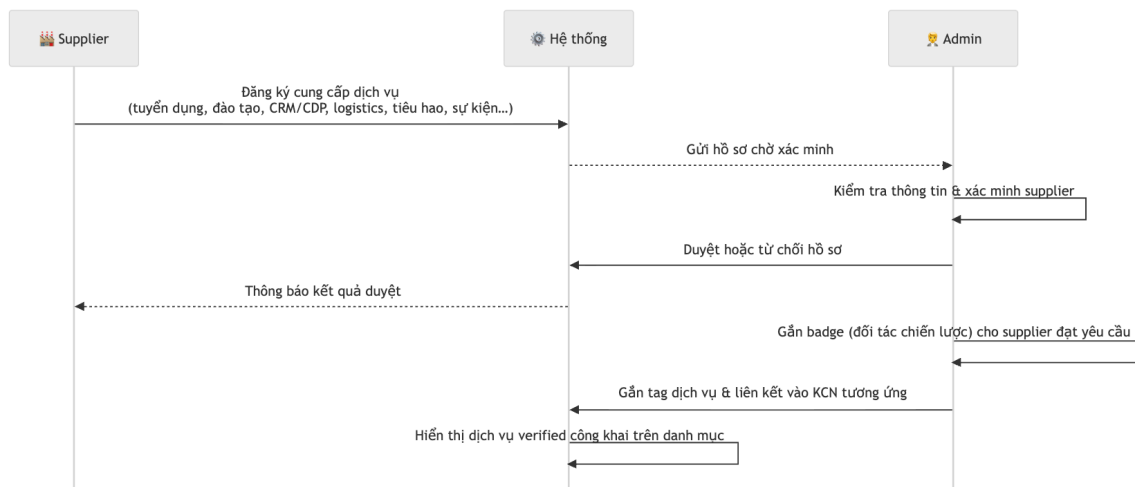 Supplier
Hệ thống
Admin
Đăng ký cung cấp dịch vụ
(tuyển dụng, đào tạo, CRM/CDP, logistics, tiêu hao, sự kiện…)
Gửi hồ sơ chờ xác minh
Kiểm tra thông tin & xác minh supplier
Duyệt hoặc từ chối hồ sơ
Thông báo kết quả duyệt
Gắn badge (đối tác chiến lược) cho supplier đạt yêu cầu
Gắn tag dịch vụ & liên kết vào KCN tương ứng
Hiển thị dịch vụ verified công khai trên danh mục